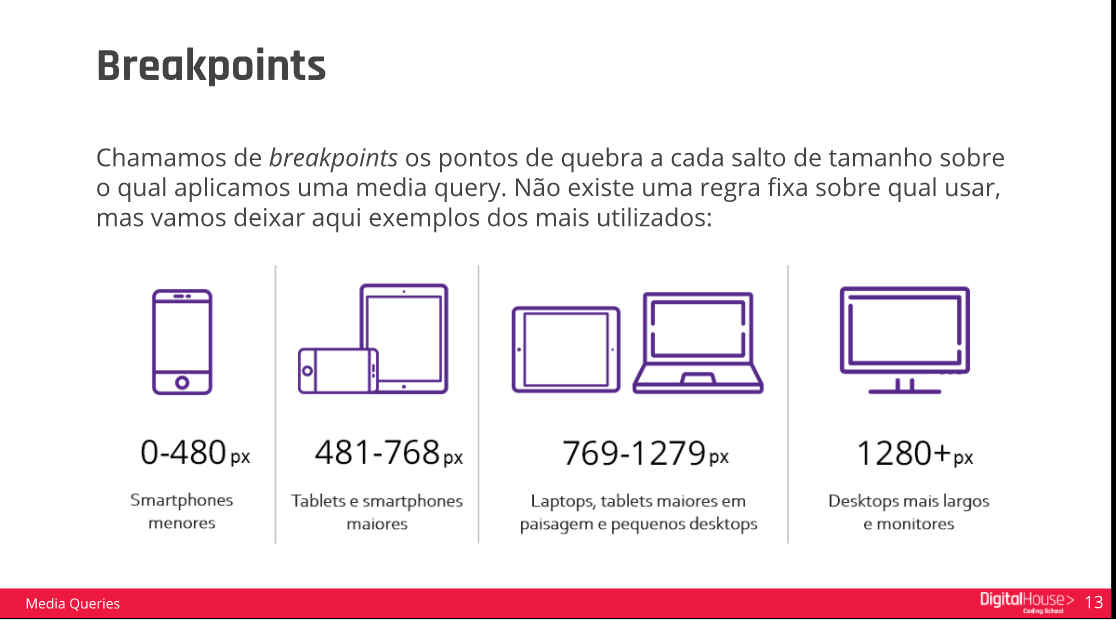 Breakpoints
Chamamos de breakpoints os pontos de quebra a cada salto de tamanho sobre
o qual aplicamos uma media query. Não existe uma regra fixa sobre qual usar,
mas vamos deixar aqui exemplos dos mais utilizados:
0-480px
Smartphones
menores
481-768px
Tablets e smartphones
maiores
769-1279px
Laptops, tablets maiores em
paisagem e pequenos desktops
1280+px
Desktops mais largos
e monitores
Media Queries
DigitalHouse>
Coding School
13